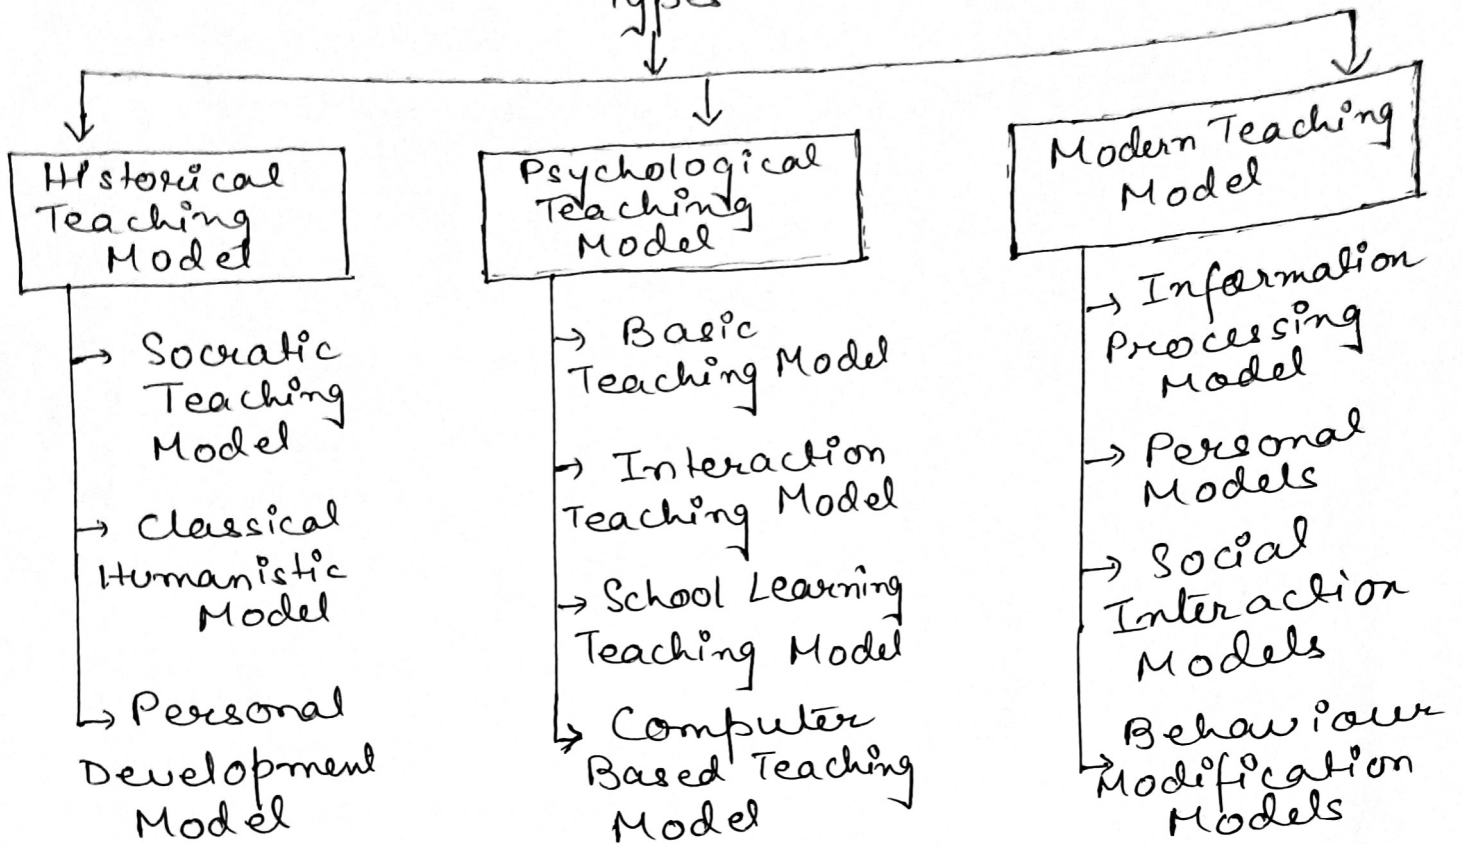 Types
Historical
Teaching
Model
Socratic
Teaching
Model
Classical
Humanistic
Model
Personal
Development
Model
Psychological
Teaching
Model
Basic
Teaching Model
Interaction
Teaching Model
School Learning
Teaching Model
Computer
Based Teaching
Model
Modern Teaching
Model
Information
Processing
Model
Personal
Models
Social
Interaction
Models
Behaviour
Modification
Models